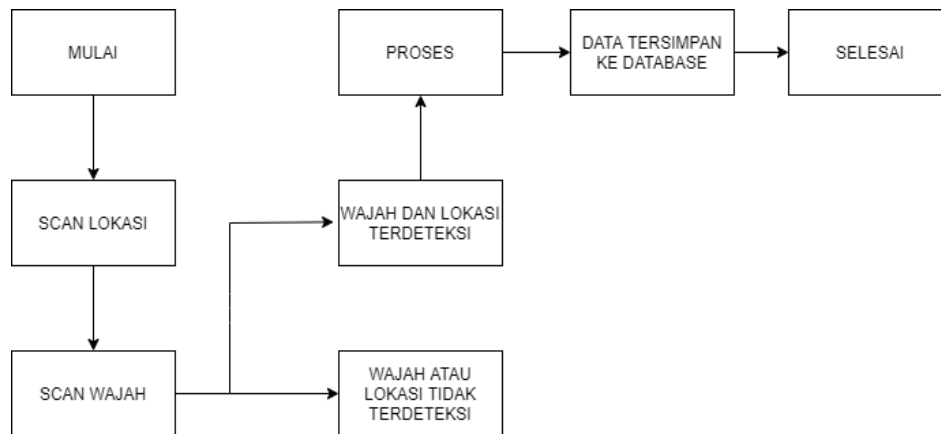 MULAI
PROSES
DATA TERSIMPAN
KE DATABASE
SELESAI
SCAN LOKASI
WAJAH DAN LOKASI
TERDETEKSI
SCAN WAJAH
WAJAH ATAU
LOKASI TIDAK
TERDETEKSI